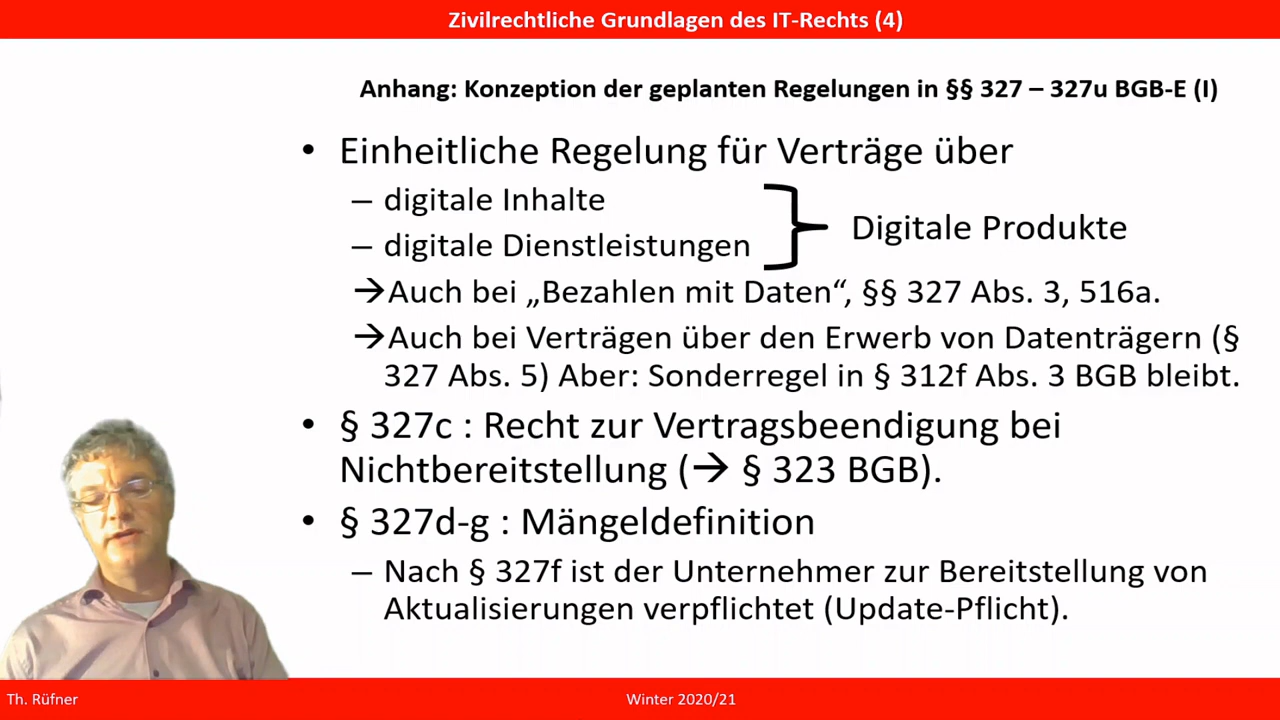 Zivilrechtliche Grundlagen des IT-Rechts (4)
Anhang: Konzeption der geplanten Regelungen in §§ 327 – 327u BGB-E (I)
• Einheitliche Regelung für Verträge über
– digitale Inhalte
– digitale Dienstleistungen
Digitale Produkte
→Auch bei „Bezahlen mit Daten“, §§ 327 Abs. 3, 516a.
→Auch bei Verträgen über den Erwerb von Datenträgern (§
327 Abs. 5) Aber: Sonderregel in § 312f Abs. 3 BGB bleibt.
• § 327c : Recht zur Vertragsbeendigung bei
Nichtbereitstellung (→ § 323 BGB).
• § 327d-g : Mängeldefinition
– Nach § 327f ist der Unternehmer zur Bereitstellung von
Aktualisierungen verpflichtet (Update-Pflicht).
Th. Rüfner
Winter 2020/21